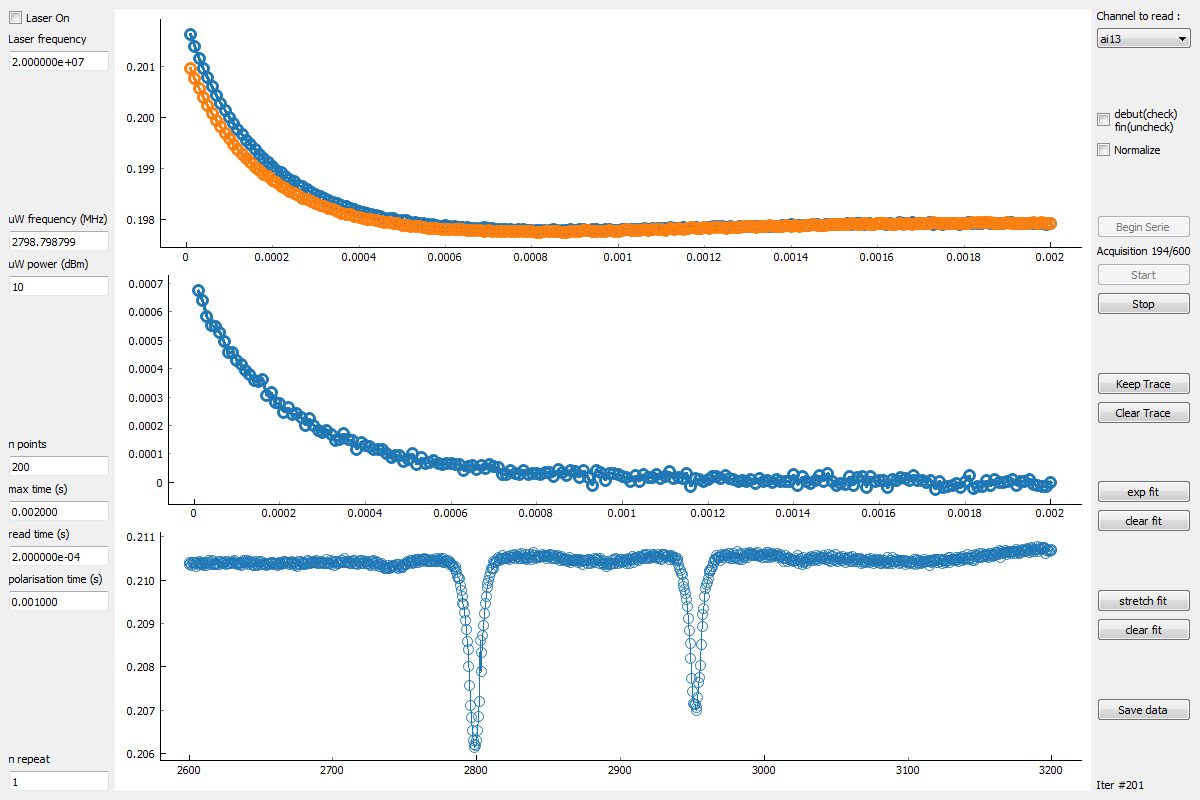 Laser On
Laser frequency
2.000000e+07
uW frequency (MHz)
2798.798799
uW power (dBm)
10
n points
200
max time (s)
0.002000
read time (s)
2.000000e-04
polarisation time (s)
0.001000
n repeat
1
0.201
0.200
0.199
0.198
0 0.0002 0.0004 0.0006 0.0008 0.001 0.0012 0.0014 0.0016 0.0018 0.002
0.0007
0.0006
0.0005
0.0004
0.0003
0.0002
0.0001
0
0 0.0002 0.0004 0.0006 0.0008 0.001 0.0012 0.0014 0.0016 0.0018 0.002
0.211
0.210
0.209
0.208
0.207
0.206
2600 2700 2800 2900 3000 3100 3200
Channel to read :
ai13
debut(check)
fin(uncheck)
Normalize
Begin Serie
Acquisition 194/600
Start
Stop
Keep Trace
Clear Trace
exp fit
clear fit
stretch fit
clear fit
Save data
Iter #201